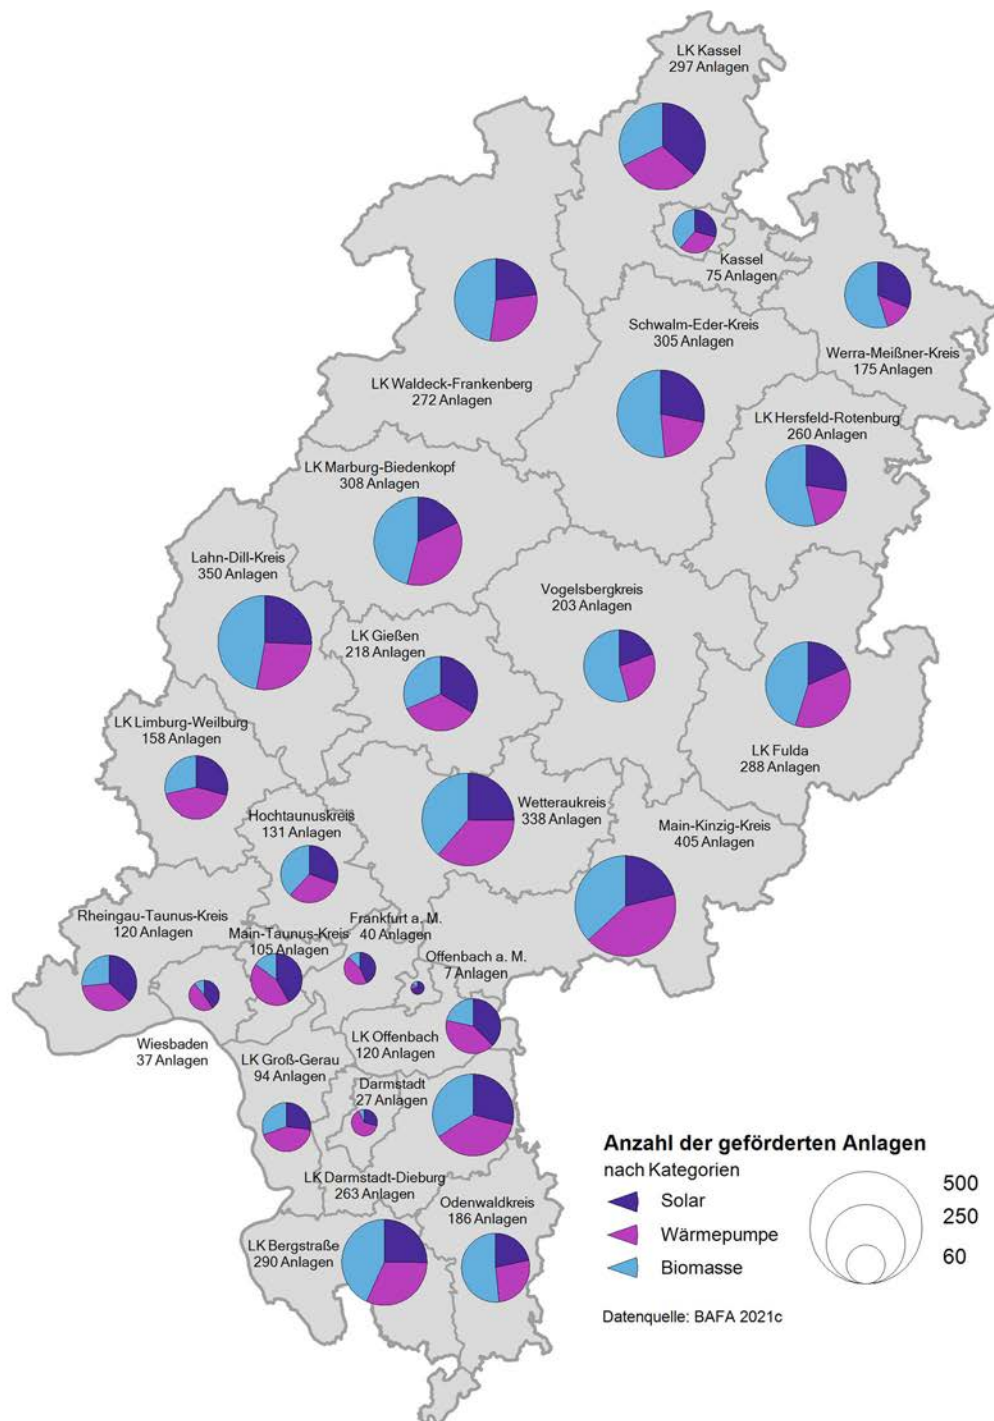 LK Kassel
297 Anlagen
Kassel
75 Anlagen
Werra-Meißner-Kreis
175 Anlagen
Schwalm-Eder-Kreis
305 Anlagen
LK Waldeck-Frankenberg
272 Anlagen
LK Hersfeld-Rotenburg
260 Anlagen
LK Marburg-Biedenkopf
308 Anlagen
Lahn-Dill-Kreis
350 Anlagen
Vogelsbergkreis
203 Anlagen
LK Gießen
218 Anlagen
LK Limburg-Weilburg
158 Anlagen
LK Fulda
288 Anlagen
Wetteraukreis
338 Anlagen
Hochtaunuskreis
131 Anlagen
Main-Kinzig-Kreis
405 Anlagen
Rheingau-Taunus-Kreis
120 Anlagen
Main-Taunus-Kreis
105 Anlagen
Frankfurt a. M.
40 Anlagen
Offenbach a. M.
7 Anlagen
Wiesbaden
37 Anlagen
LK Offenbach
120 Anlagen
LK Groß-Gerau
94 Anlagen
Darmstadt
27 Anlagen
LK Darmstadt-Dieburg
263 Anlagen
Odenwaldkreis
186 Anlagen
LK Bergstraße
290 Anlagen
Anzahl der geförderten Anlagen
nach Kategorien
Solar
Wärmepumpe
Biomasse
500
250
60
Datenquelle: BAFA 2021c